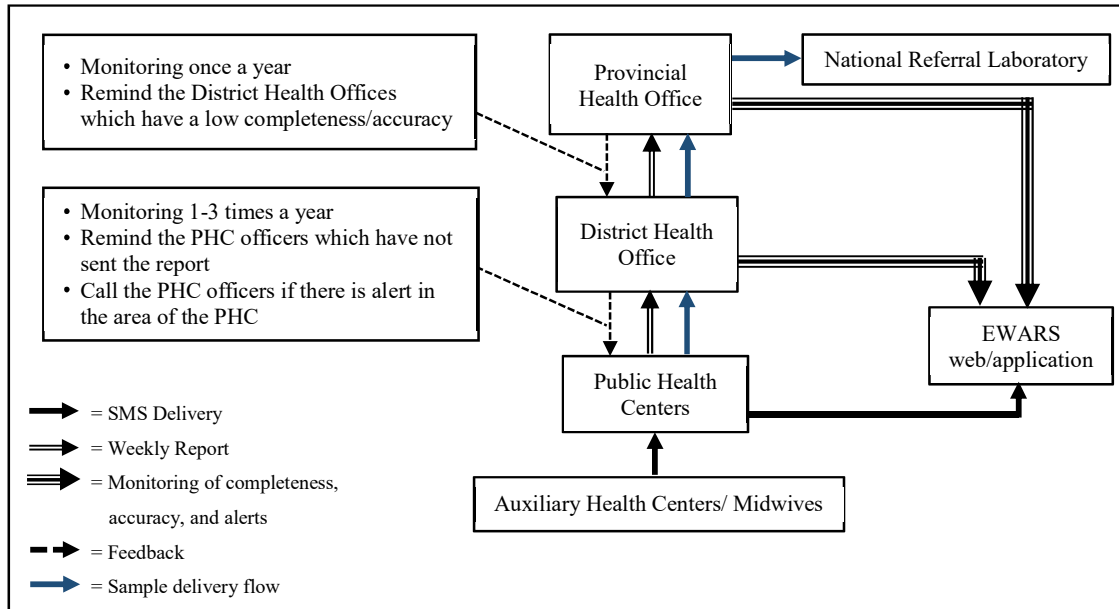 • Monitoring once a year
• Remind the District Health Offices
which have a low completeness/accuracy
Provincial
Health Office
National Referral Laboratory
• Monitoring 1-3 times a year
• Remind the PHC officers which have not
sent the report
• Call the PHC officers if there is alert in
the area of the PHC
District Health
Office
EWARS
web/application
Public Health
Centers
Auxiliary Health Centers/ Midwives
= SMS Delivery
= Weekly Report
= Monitoring of completeness,
accuracy, and alerts
= Feedback
= Sample delivery flow